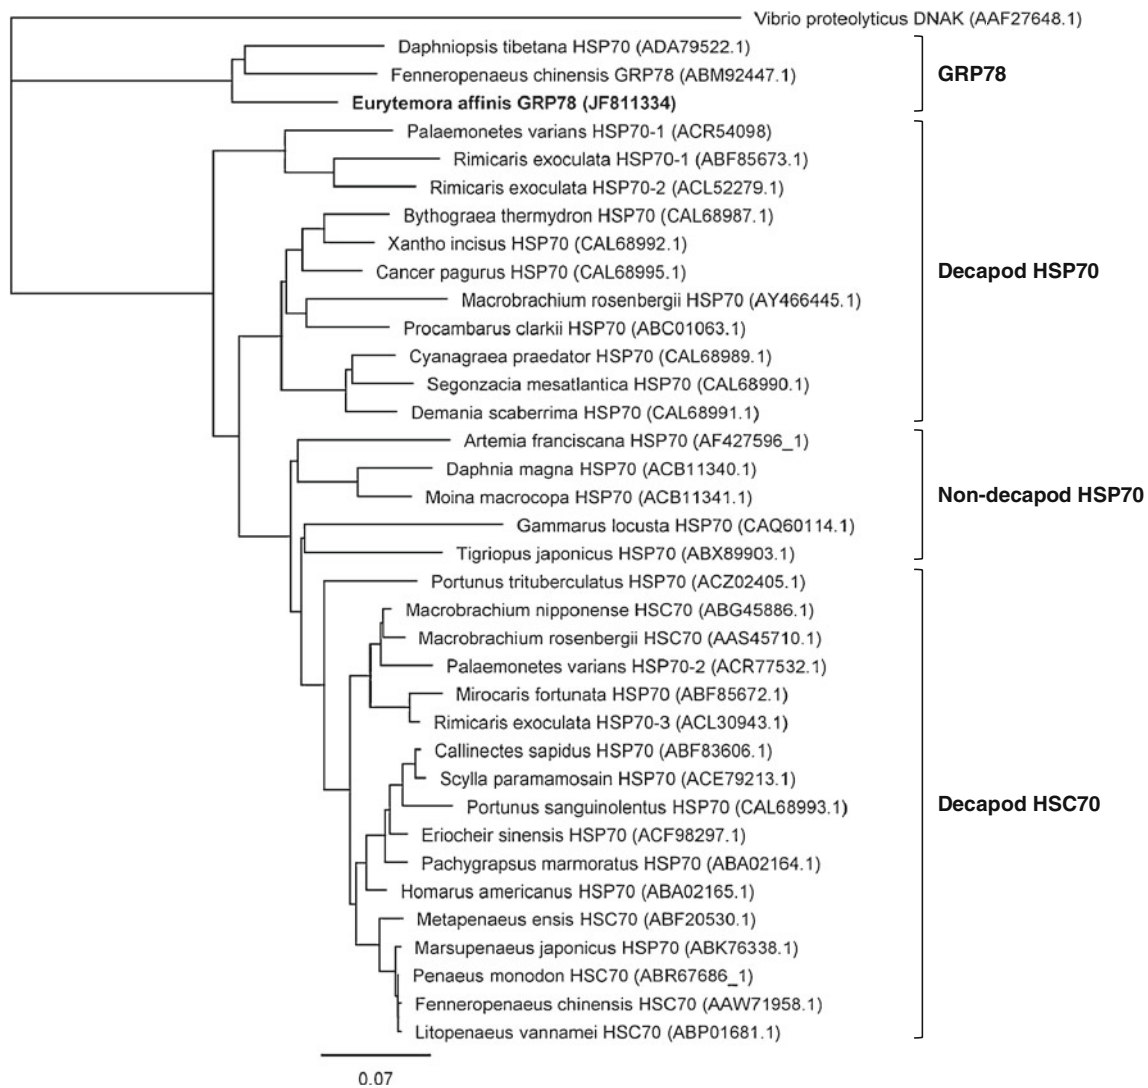 Vibrio proteolyticus DNAK (AAF27648.1)
Daphniopsis tibetana HSP70 (ADA79522.1)
Fenneropenaeus chinensis GRP78 (ABM92447.1)
Eurytemora affinis GRP78 (JF811334)
GRP78
Palaemonetes varians HSP70-1 (ACR54098)
Rimicaris exoculata HSP70-1 (ABF85673.1)
Rimicaris exoculata HSP70-2 (ACL52279.1)
Bythograea thermydron HSP70 (CAL68987.1)
Xantho incisus HSP70 (CAL68992.1)
Cancer pagurus HSP70 (CAL68995.1)
Macrobrachium rosenbergii HSP70 (AY466445.1)
Procambarus clarkii HSP70 (ABC01063.1)
Cyanagraea praedator HSP70 (CAL68989.1)
Segonzacia mesatlantica HSP70 (CAL68990.1)
Demania scaberrima HSP70 (CAL68991.1)
Decapod HSP70
Artemia franciscana HSP70 (AF427596_1)
Daphnia magna HSP70 (ACB11340.1)
Moina macrocopa HSP70 (ACB11341.1)
Gammarus locusta HSP70 (CAQ60114.1)
Tigriopus japonicus HSP70 (ABX89903.1)
Non-decapod HSP70
Portunus trituberculatus HSP70 (ACZ02405.1)
Macrobrachium nipponense HSC70 (ABG45886.1)
Macrobrachium rosenbergii HSC70 (AAS45710.1)
Palaemonetes varians HSP70-2 (ACR77532.1)
Mirocaris fortunata HSP70 (ABF85672.1)
Rimicaris exoculata HSP70-3 (ACL30943.1)
Callinectes sapidus HSP70 (ABF83606.1)
Scylla paramamosain HSP70 (ACE79213.1)
Portunus sanguinolentus HSP70 (CAL68993.1)
Eriocheir sinensis HSP70 (ACF98297.1)
Pachygrapsus marmoratus HSP70 (ABA02164.1)
Homarus americanus HSP70 (ABA02165.1)
Metapenaeus ensis HSC70 (ABF20530.1)
Marsupenaeus japonicus HSP70 (ABK76338.1)
Penaeus monodon HSC70 (ABR67686_1)
Fenneropenaeus chinensis HSC70 (AAW71958.1)
Litopenaeus vannamei HSC70 (ABP01681.1)
Decapod HSC70
0.07